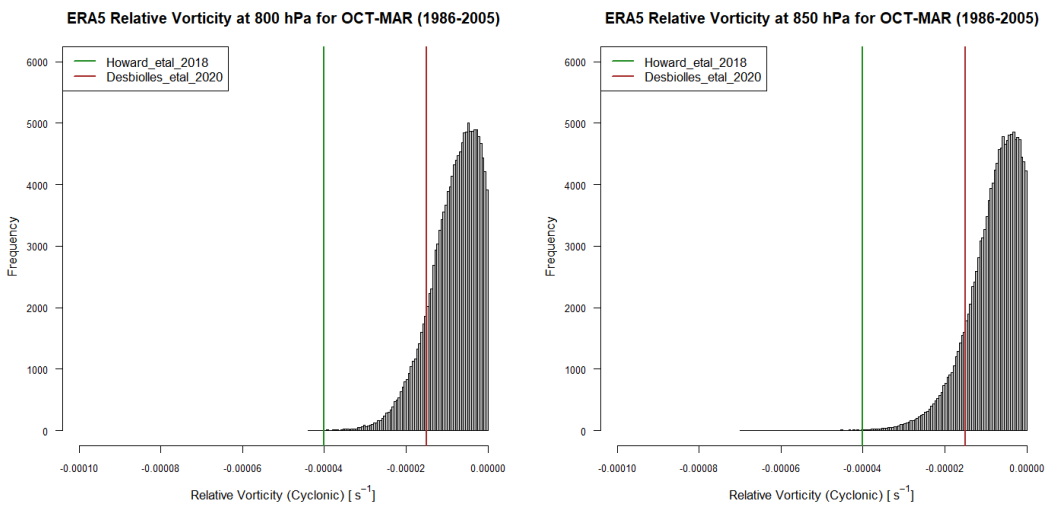 ERA5 Relative Vorticity at 800 hPa for OCT-MAR (1986-2005)
Howard_etal_2018
Desbiolles_etal_2020
6000
5000
4000
3000
2000
1000
0
Frequency
-0.00010 -0.00008 -0.00006 -0.00004 -0.00002 0.00000
Relative Vorticity (Cyclonic) [ s⁻¹]
ERA5 Relative Vorticity at 850 hPa for OCT-MAR (1986-2005)
Howard_etal_2018
Desbiolles_etal_2020
6000
5000
4000
3000
2000
1000
0
Frequency
-0.00010 -0.00008 -0.00006 -0.00004 -0.00002 0.00000
Relative Vorticity (Cyclonic) [ s⁻¹]